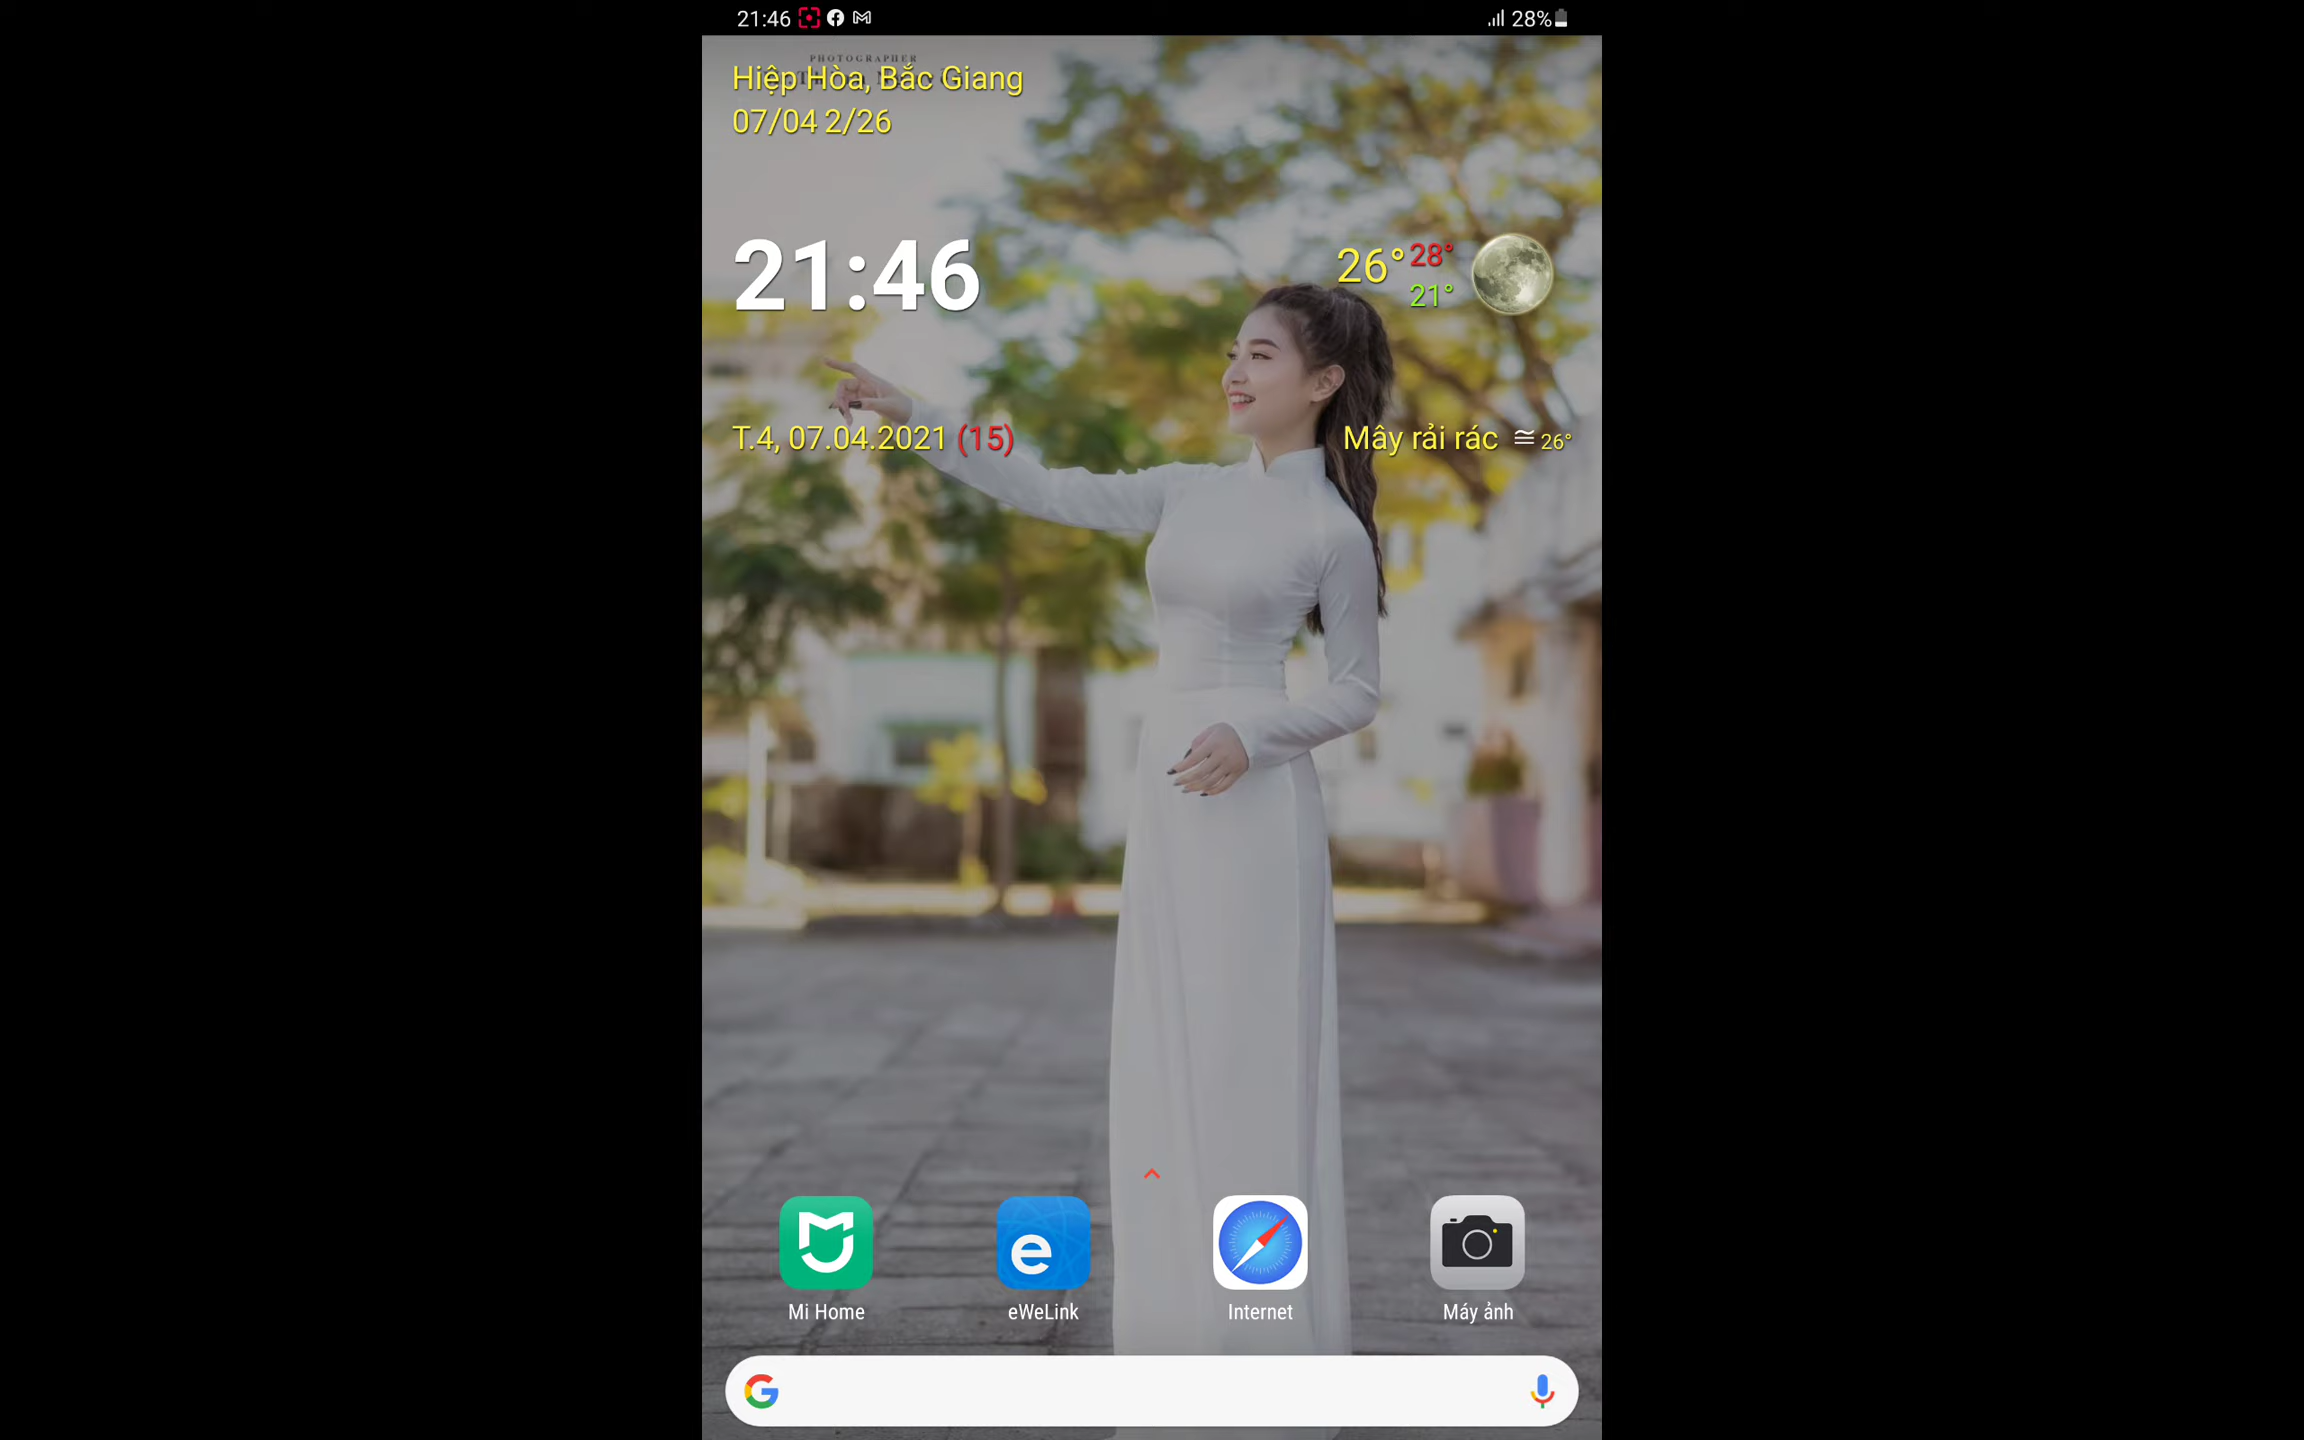 21:46
28%
PHOTOGRAPHER
Hiệp Hòa, Bắc Giang
07/04 2/26
21:46
26° 28°
21°
T.4, 07.04.2021 (15)
Mây rải rác ≅ 26°
Mi Home
eWeLink
Internet
Máy ảnh